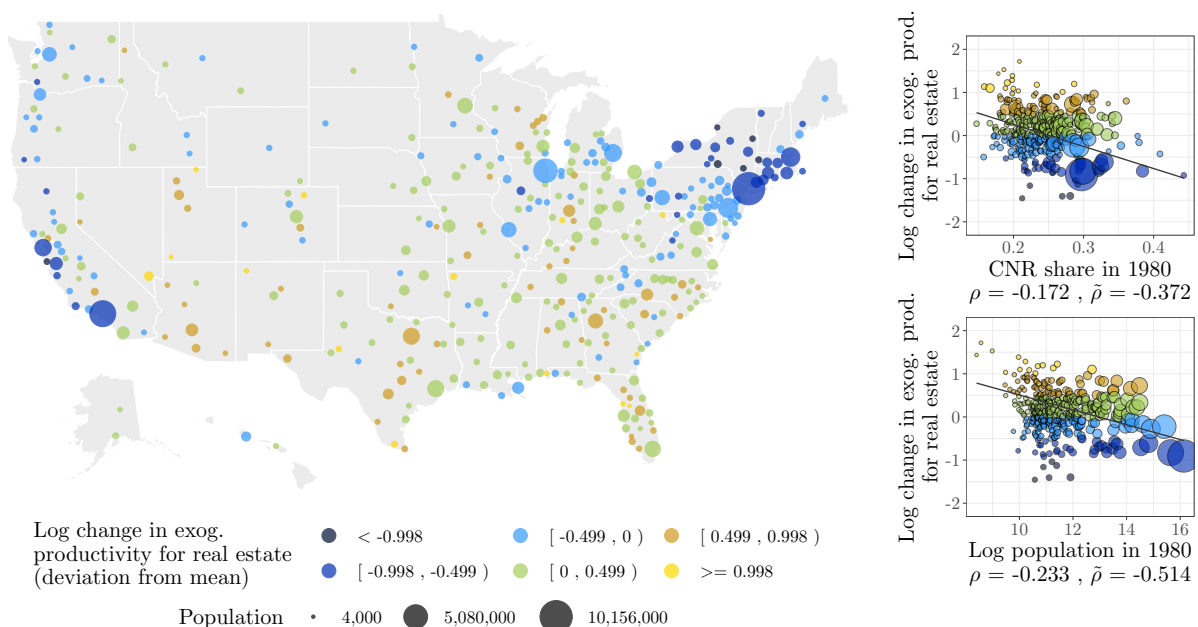 Log change in exog.
productivity for real estate
(deviation from mean)
< -0.998
[ -0.499 , 0 )
[ 0.499 , 0.998 )
[ -0.998 , -0.499 )
[ 0 , 0.499 )
>= 0.998
Population
4,000
5,080,000
10,156,000
Log change in exog. prod.
for real estate
2
1
0
-1
-2
0.2
0.3
0.4
CNR share in 1980
ρ = -0.172 , ρ̃ = -0.372
Log change in exog. prod.
for real estate
2
1
0
-1
-2
10
12
14
16
Log population in 1980
ρ = -0.233 , ρ̃ = -0.514